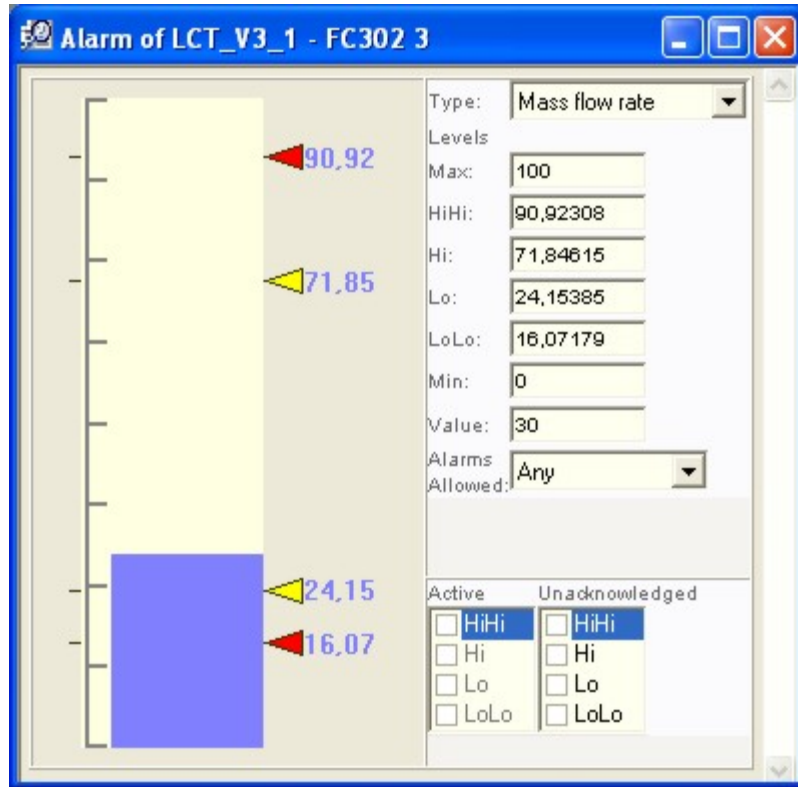 Alarm of LCT_V3_1 - FC302 3
90,92
71,85
24,15
16,07
Type: Mass flow rate
Levels
Max: 100
HiHi: 90,92308
Hi: 71,84615
Lo: 24,15385
LoLo: 16,07179
Min: 0
Value: 30
Alarms
Allowed: Any
Active Unacknowledged
HiHi HiHi
Hi Hi
Lo Lo
LoLo LoLo